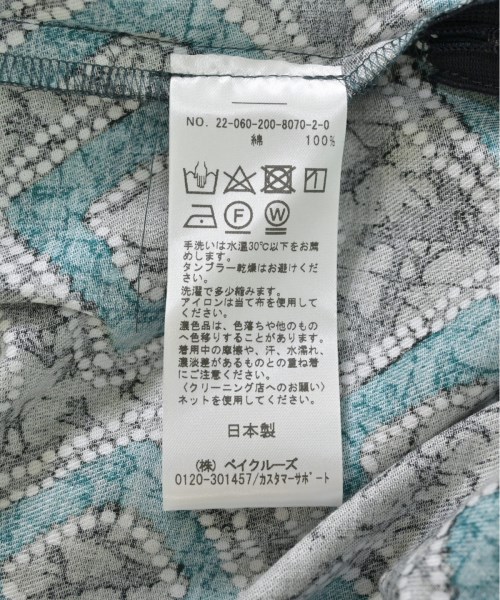 NO. 22-060-200-8070-2-0
綿 100%
F W
手洗いは水温30℃以下をお薦
めします。
タンブラー乾燥はお避けくださ
い。
洗濯で多少縮みます。
アイロンは当て布を使用して
ください。
濃色品は、色落ちや他のもの
へ色移りすることがあります。
着用中の摩擦や、汗、水濡れ、
濃淡差があるものとの重ね着
にご注意ください。
〈クリーニング店へのお願い〉
ネットを使用してください。
日本製
(株) ベイクルーズ
0120-301457/カスタマーサポート